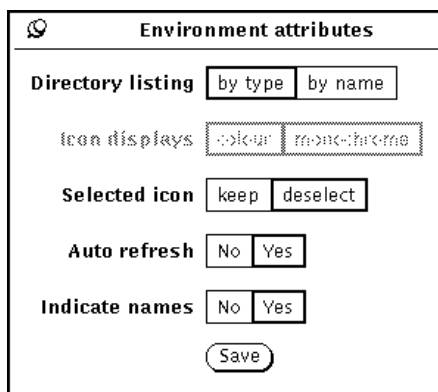 Environment attributes
Directory listing by type by name
Icon displays colour monochrome
Selected icon keep deselect
Auto refresh No Yes
Indicate names No Yes
Save